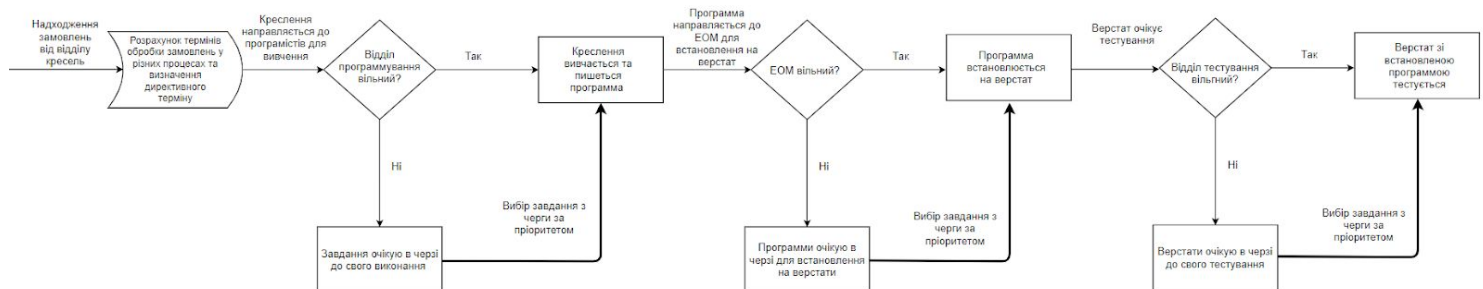 Надходження
замовлень
від відділу
кресель
Розрахунок термінів
обробки замовлень у
різних процесах та
визначення
директивного
терміну
Креслення
направляється до
програмістів для
вивчення
Відділ
программування
вільний?
Так
Ні
Завдання очікую в черзі
до свого виконання
Вибір завдання з
черги за
пріоритетом
Креслення
вивчається та
пишеться
программа
Программа
направляється до
ЕОМ для
встановлення на
верстат
ЕОМ вільний?
Так
Ні
Программи очікую в
черзі для встановлення
на верстати
Вибір завдання з
черги за
пріоритетом
Программа
встановлюється
на верстат
Верстат очікує
тестування
Відділ тестування
вільгний?
Так
Ні
Верстати очікую в черзі
до свого тестування
Вибір завдання з
черги за
пріоритетом
Верстат зі
встановленою
программою
тестується